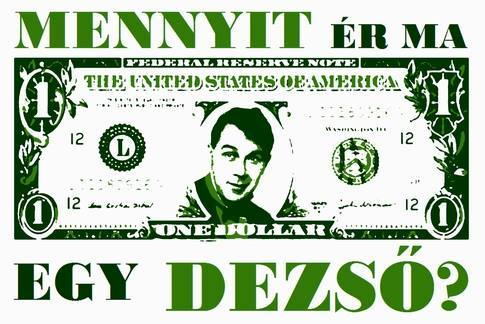 MENNYIT ÉR MA
FEDERAL RESERVE NOTE
THE UNITED STATES OF AMERICA
1 1
WASHINGTON, D.C.
12 12
L
12 12
1 1
ONE DOLLAR
EGY DEZSŐ?